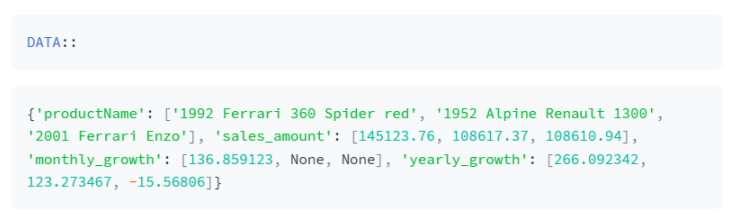 DATA::
{'productName': ['1992 Ferrari 360 Spider red', '1952 Alpine Renault 1300',
'2001 Ferrari Enzo'], 'sales_amount': [145123.76, 108617.37, 108610.94],
'monthly_growth': [136.859123, None, None], 'yearly_growth': [266.092342,
123.273467, -15.56806]}